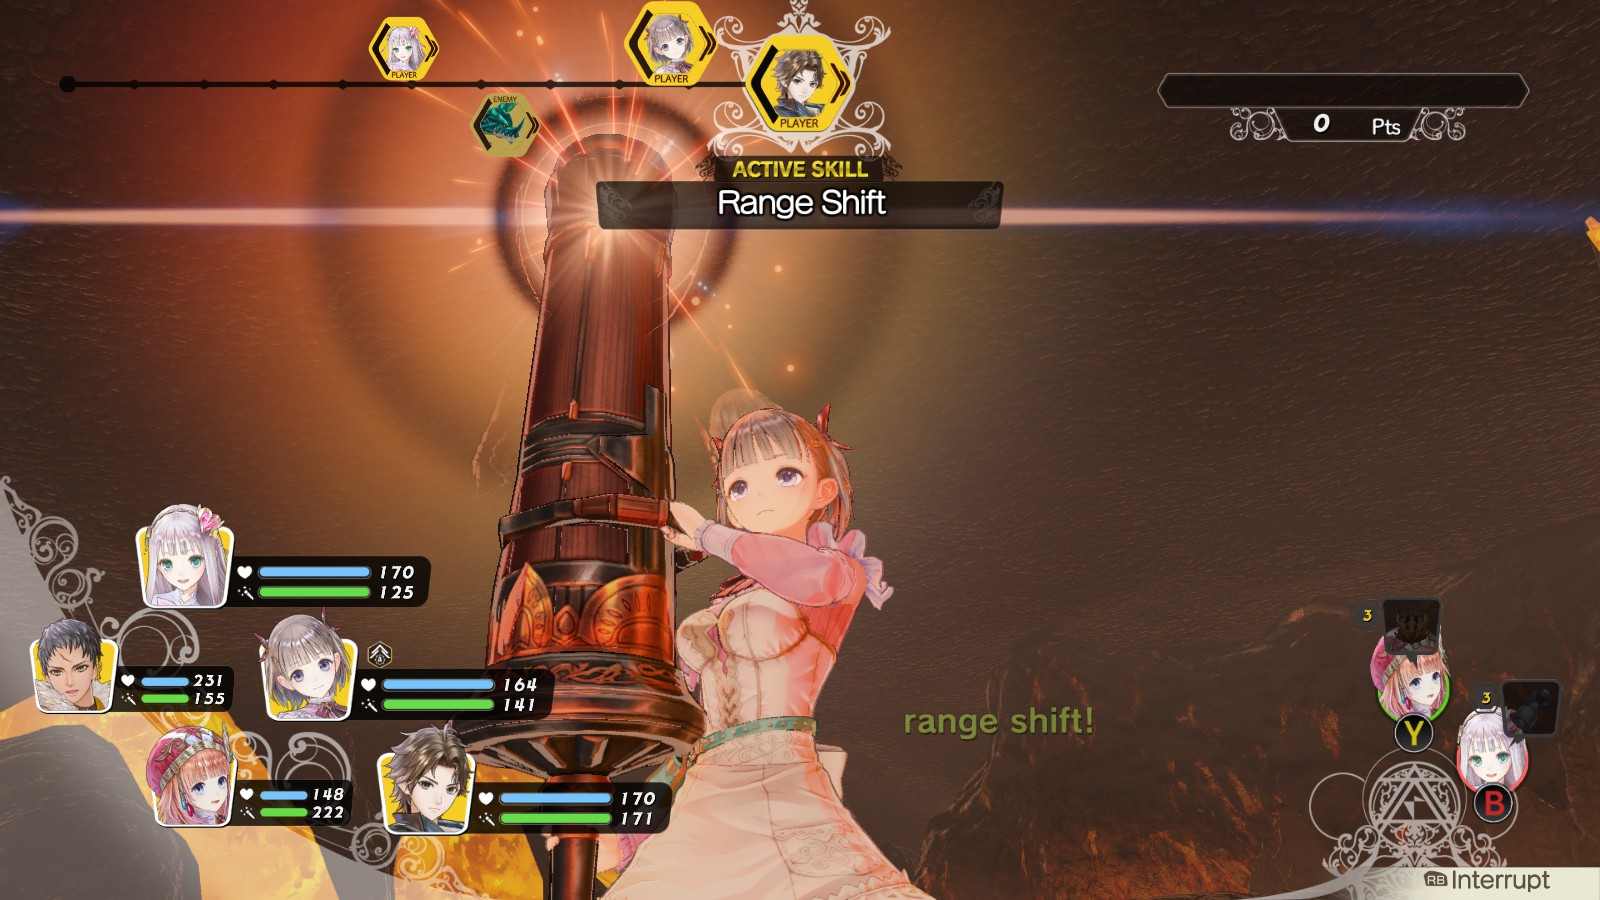 PLAYER
PLAYER
ENEMY
PLAYER
0 Pts
ACTIVE SKILL
Range Shift
170
125
231
155
164
141
range shift!
148
222
170
171
3
Y
3
B
RB Interrupt